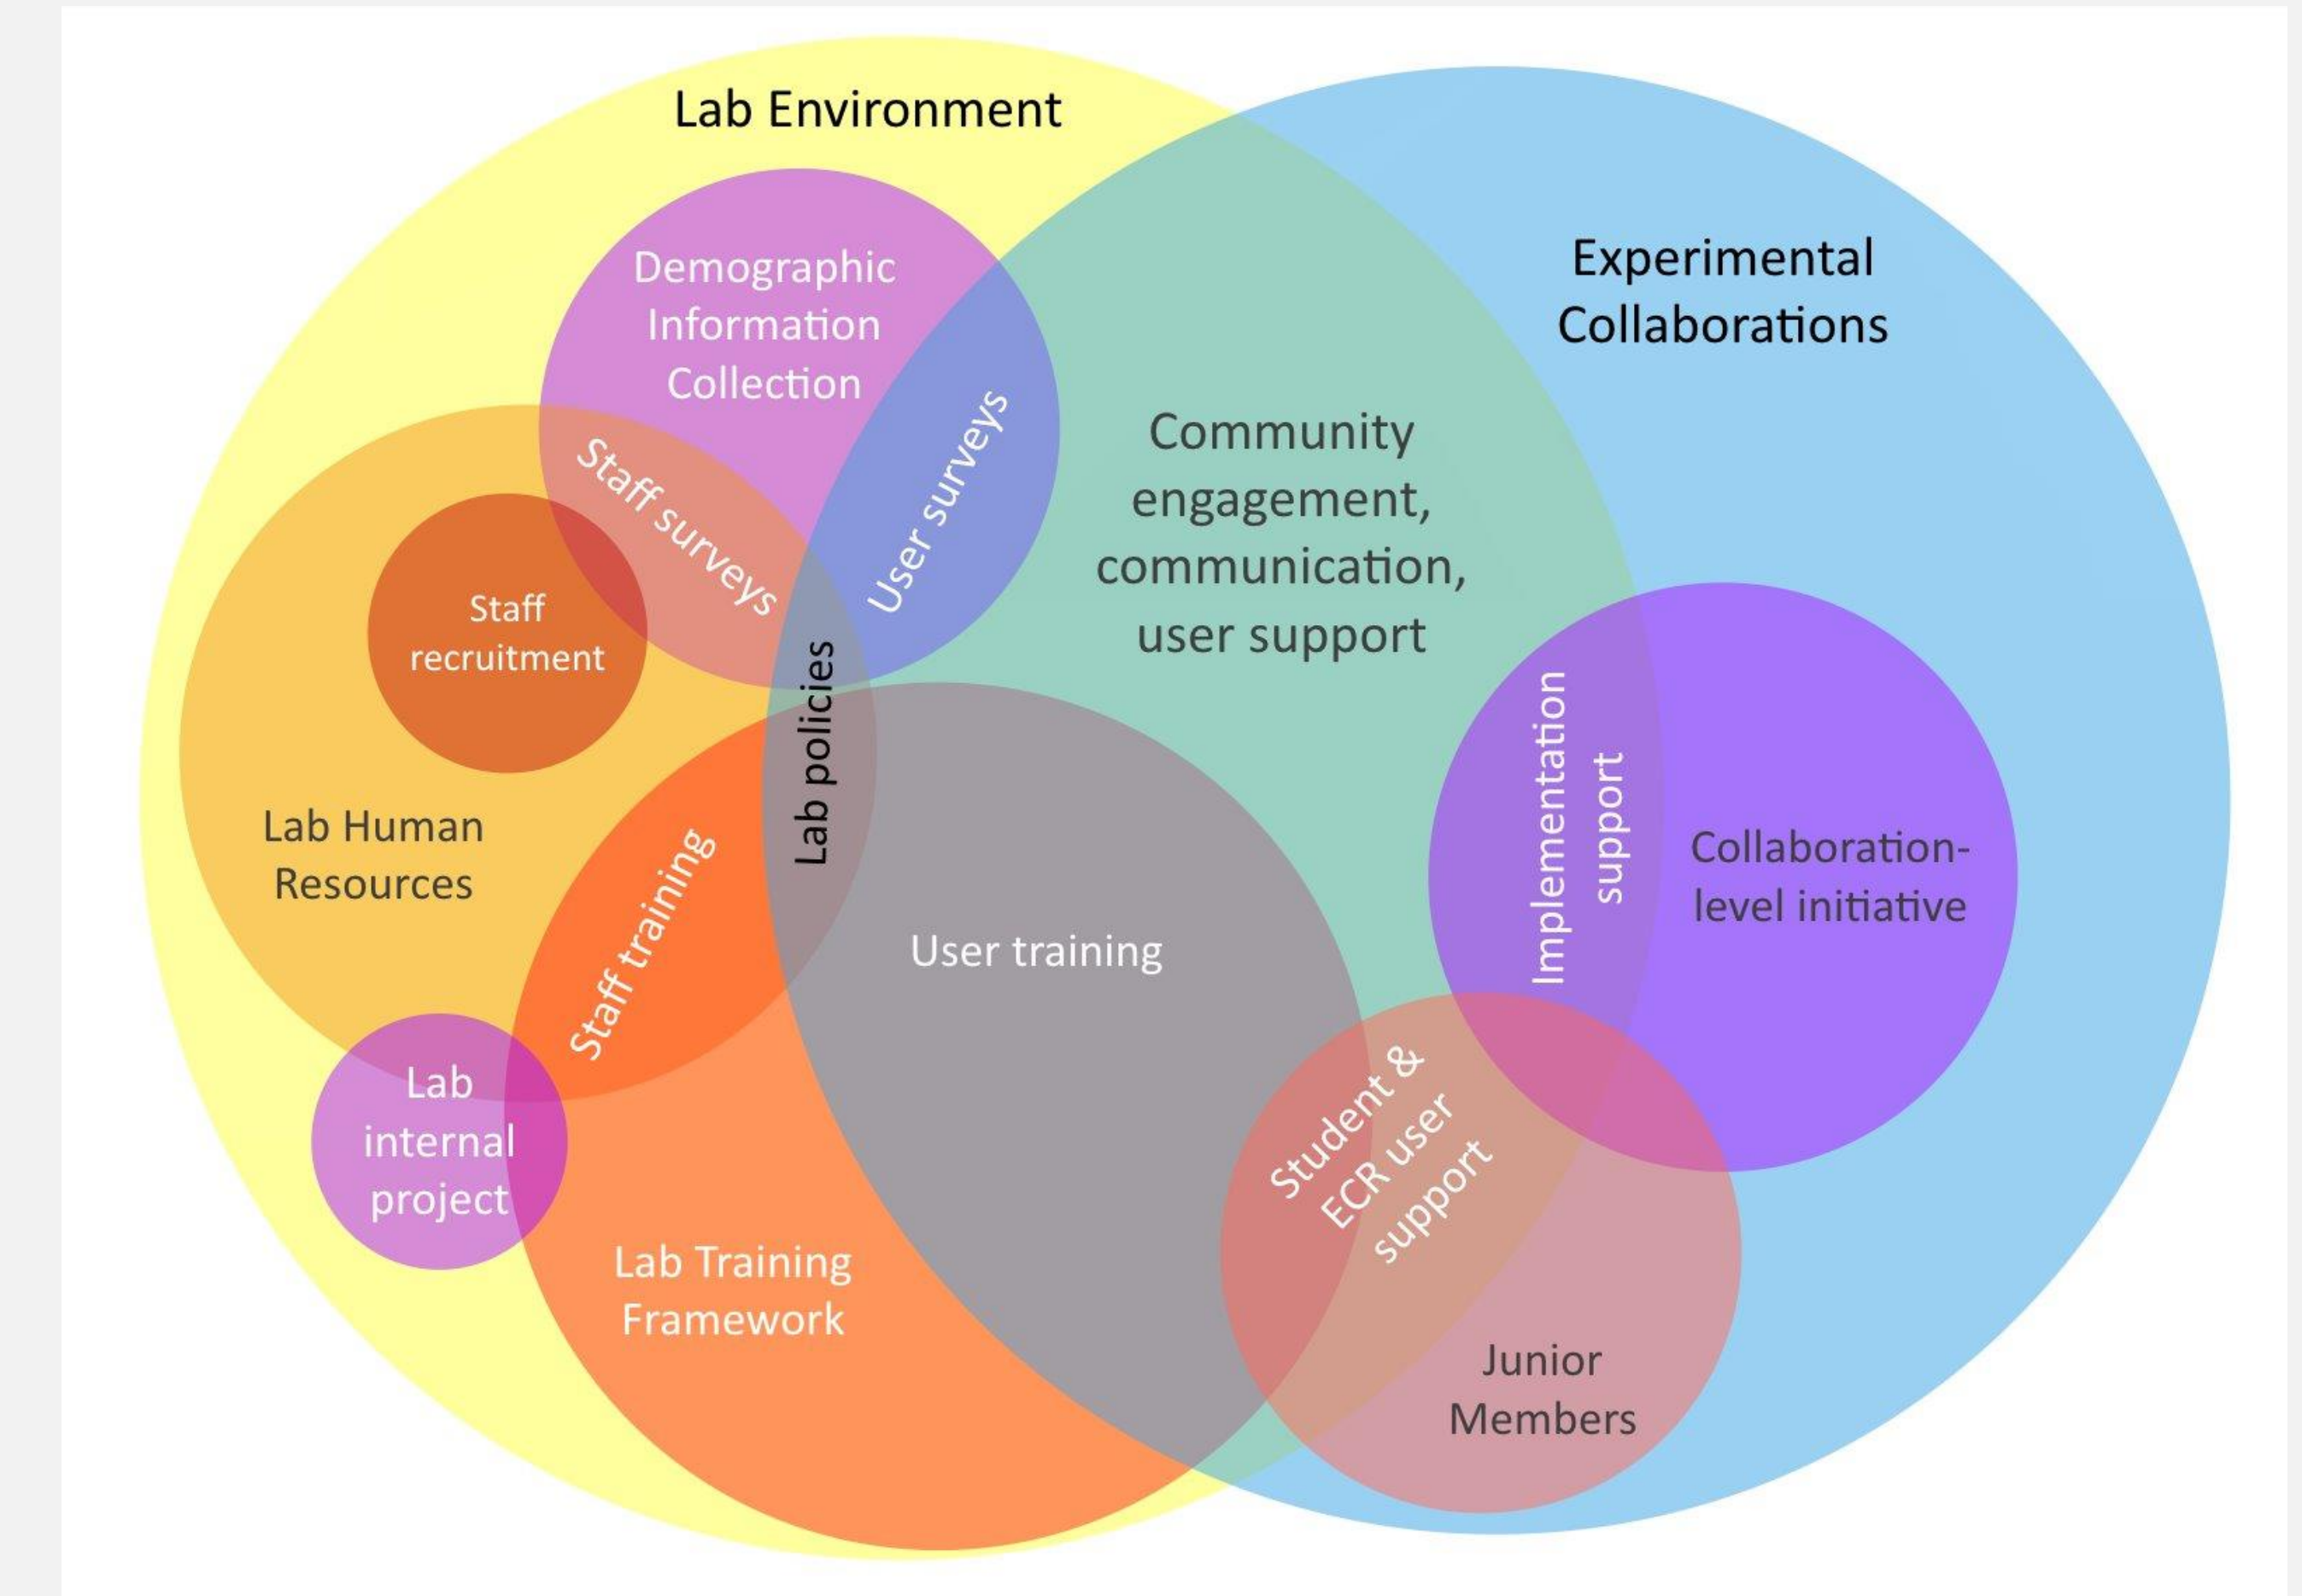 Lab Environment
Experimental
Collaborations
Demographic
Information
Collection
Staff surveys
User surveys
Community
engagement,
communication,
user support
Staff
recruitment
Lab policies
Implementation
support
Lab Human
Resources
Collaboration-
level initiative
Staff training
User training
Lab
internal
project
Student &
ECR user
support
Lab Training
Framework
Junior
Members